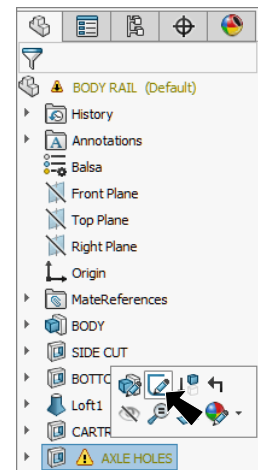 BODY RAIL (Default)
History
Annotations
Balsa
Front Plane
Top Plane
Right Plane
Origin
MateReferences
BODY
SIDE CUT
BOTTO
Loft1
CARTR
AXLE HOLES